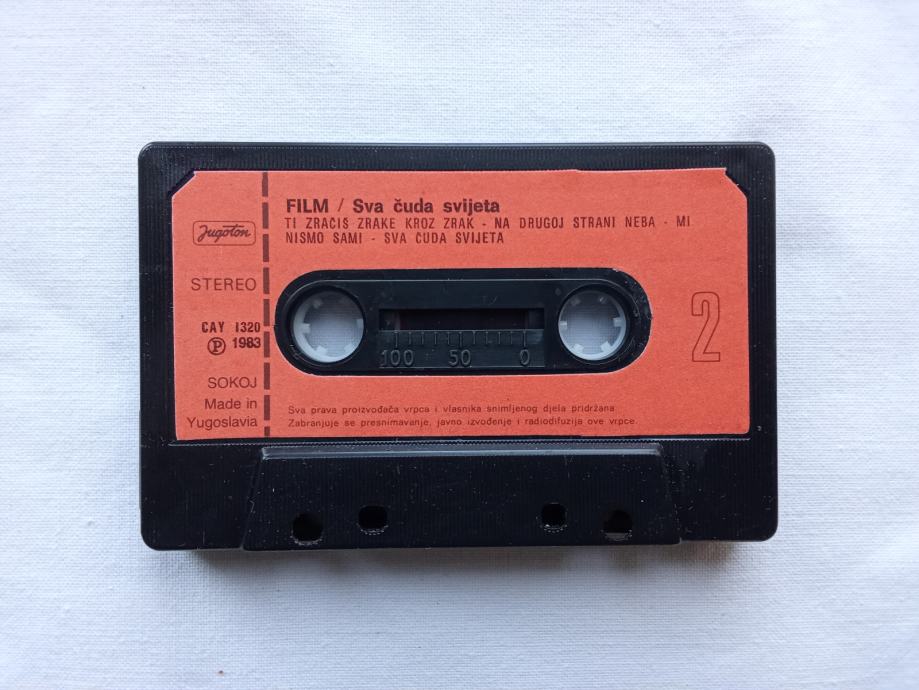 FILM / Sva čuda svijeta
TI ZRAČIŠ ZRAKE KROZ ZRAK - NA DRUGOJ STRANI NEBA - MI
NISMO SAMI - SVA ČUDA SVIJETA
Jugoton
STEREO
CAY 1320
Ⓟ 1983
SOKOJ
Made in
Yugoslavia
2
100 50 0
Sva prava proizvođača vrpca i vlasnika snimljenog djela pridržana
Zabranjuje se presnimavanje, javno izvođenje i radiodifuzija ove vrpce.